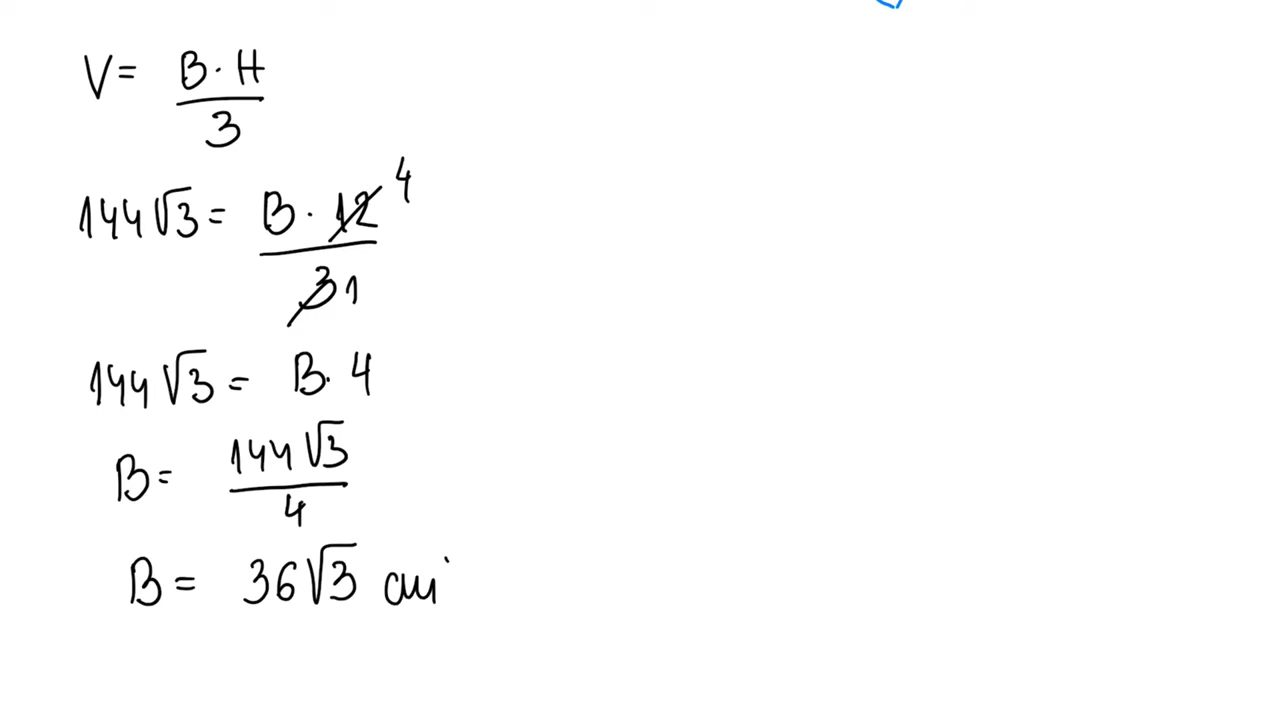 V = B · H / 3
144√3 = B · 12 4 / 3 1
144√3 = B · 4
B = 144√3 / 4
B = 36√3 cm